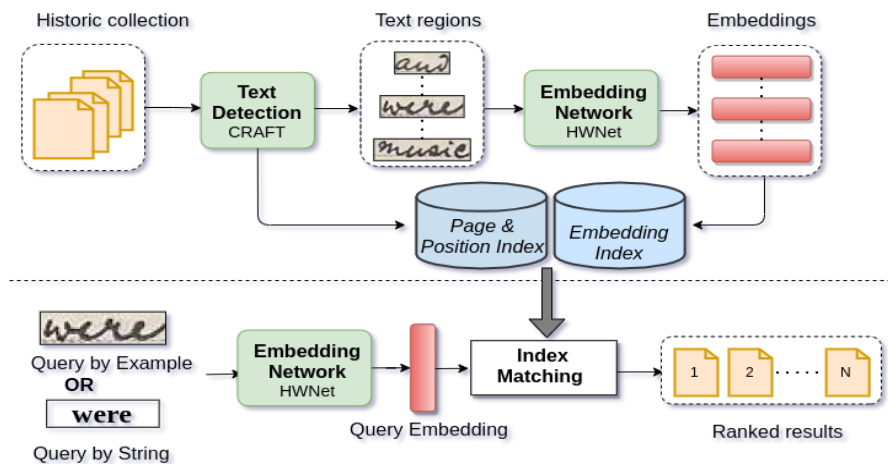 Historic collection
Text regions
Embeddings
Text
Detection
CRAFT
and
were
music
Embedding
Network
HWNet
Page &
Position Index
Embedding
Index
were
Query by Example
OR
were
Query by String
Embedding
Network
HWNet
Query Embedding
Index
Matching
1
2
N
Ranked results